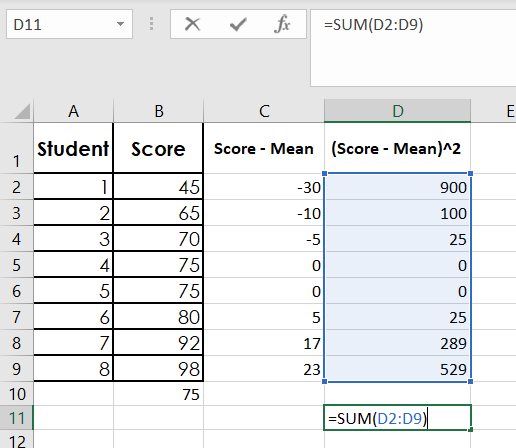 D11 =SUM(D2:D9)
A B C D E
1 Student Score Score - Mean (Score - Mean)^2
2 1 45 -30 900
3 2 65 -10 100
4 3 70 -5 25
5 4 75 0 0
6 5 75 0 0
7 6 80 5 25
8 7 92 17 289
9 8 98 23 529
10 75
11 =SUM(D2:D9)
12